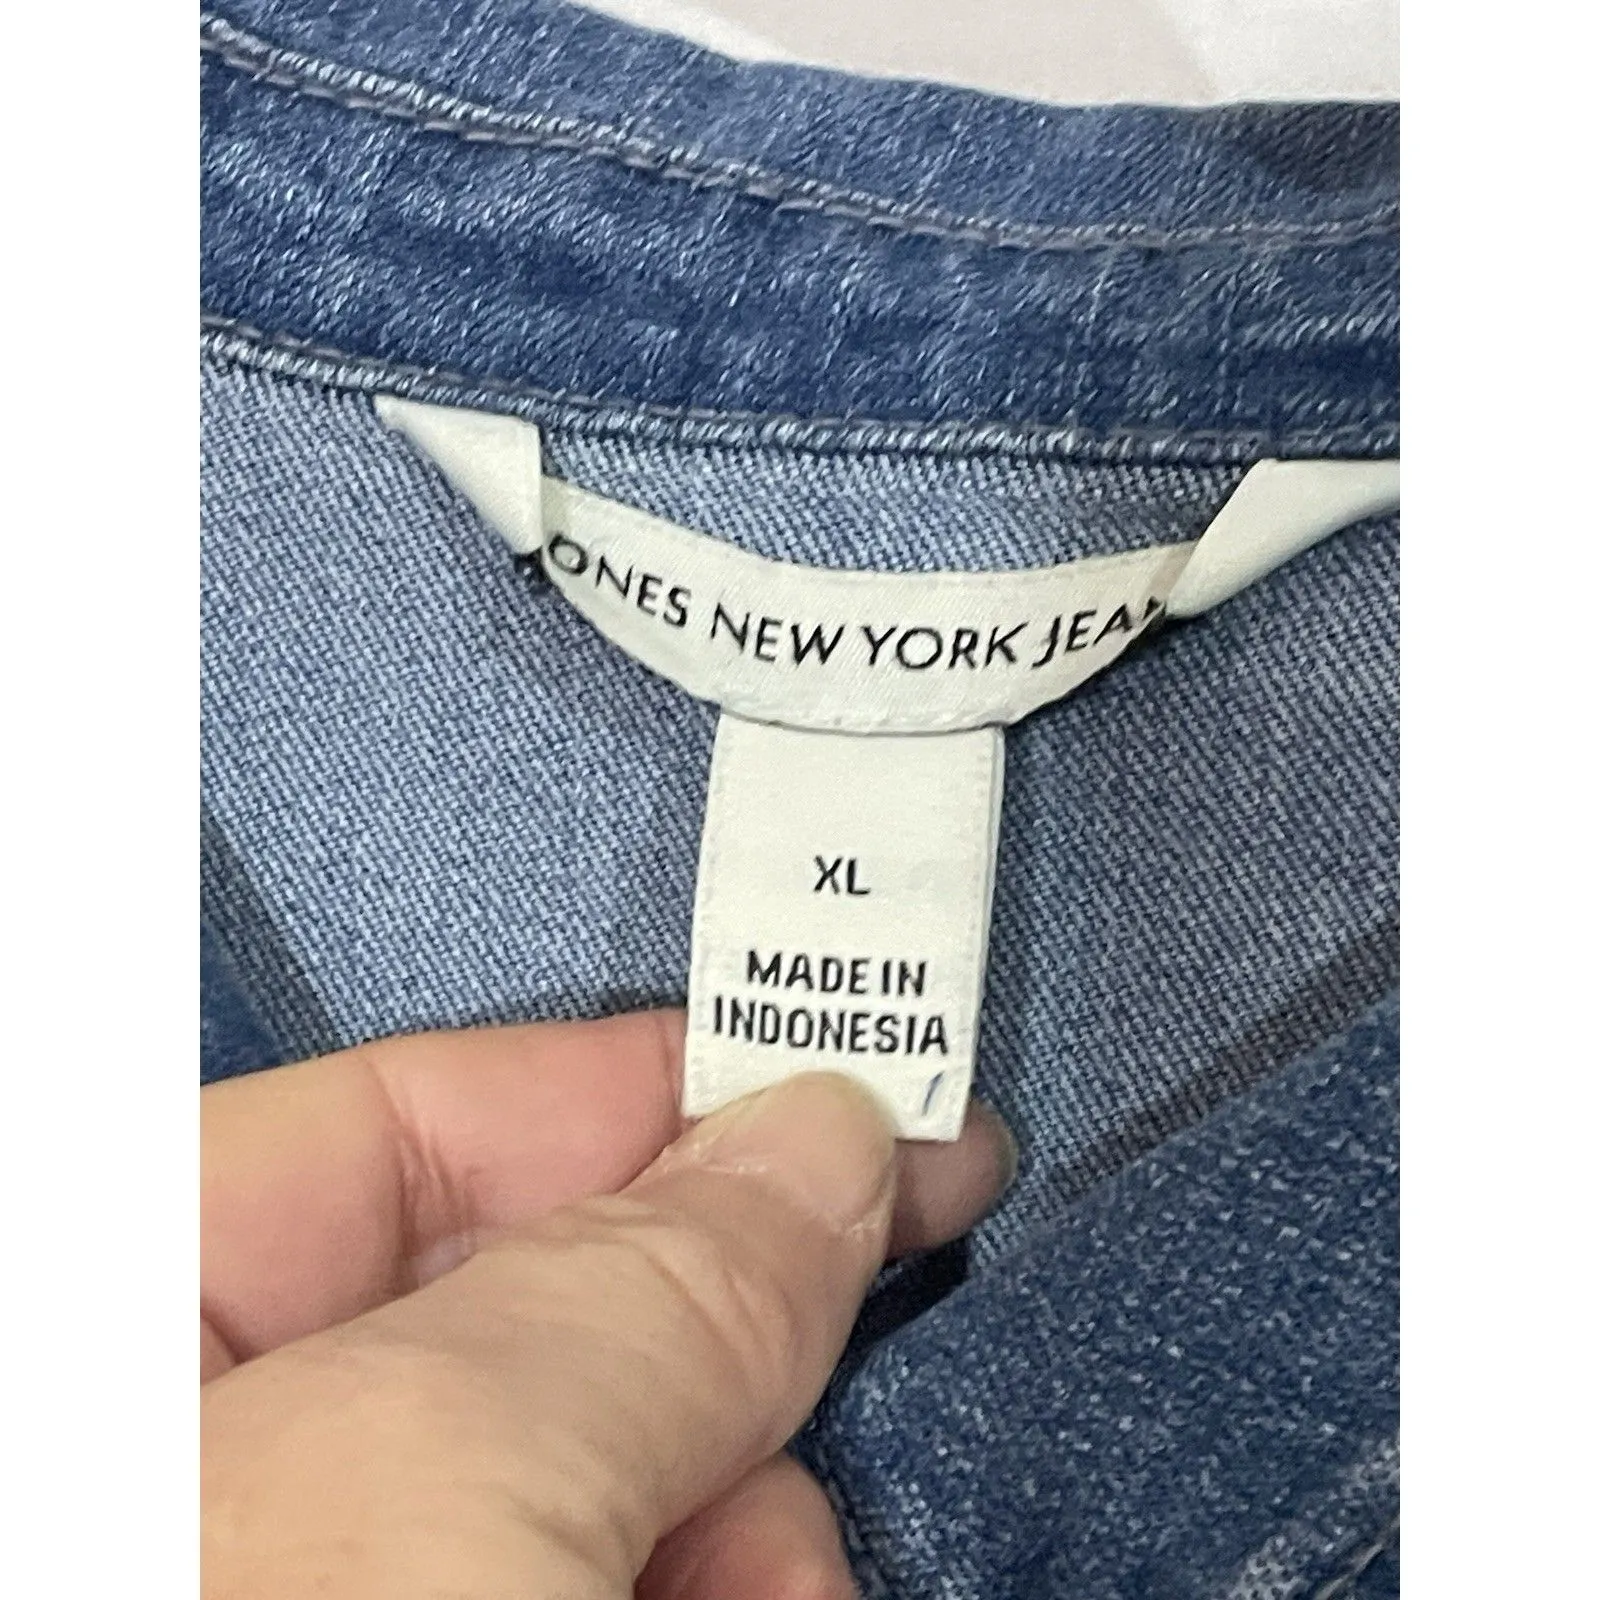 ONES NEW YORK JEA
XL
MADE IN
INDONESIA